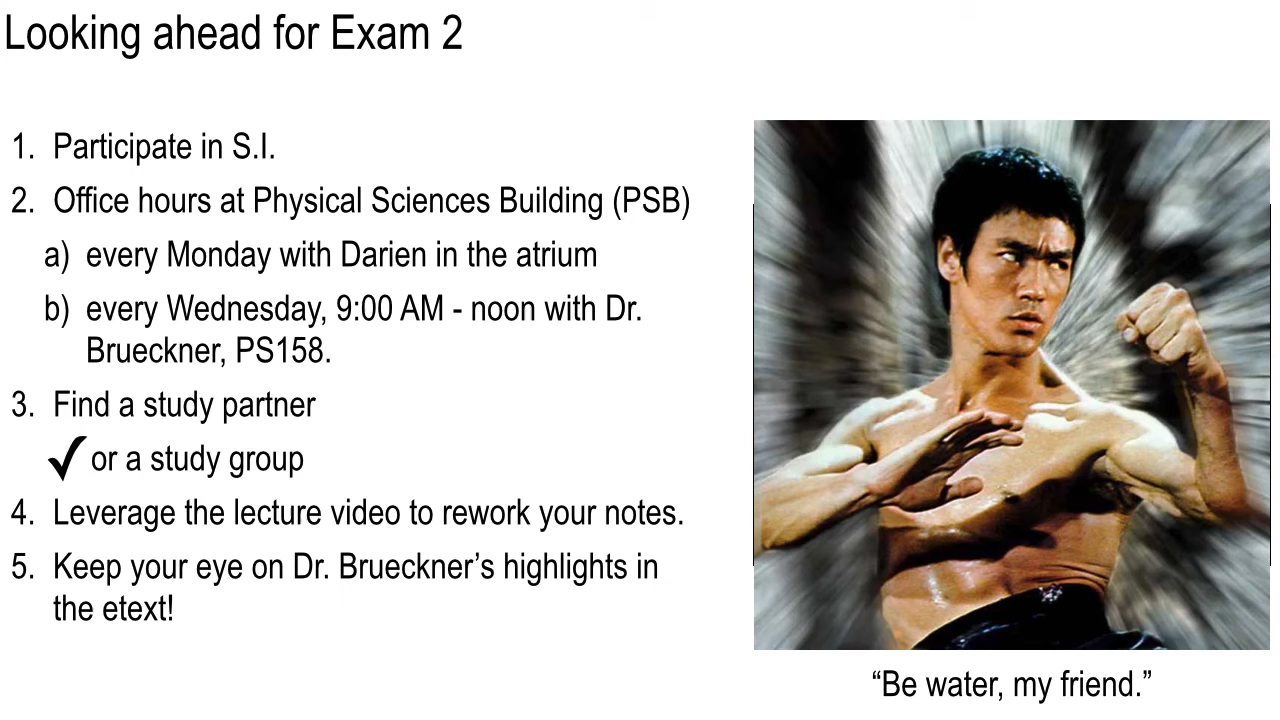 Looking ahead for Exam 2
1. Participate in S.I.
2. Office hours at Physical Sciences Building (PSB)
a) every Monday with Darien in the atrium
b) every Wednesday, 9:00 AM - noon with Dr.
Brueckner, PS158.
3. Find a study partner
✓ or a study group
4. Leverage the lecture video to rework your notes.
5. Keep your eye on Dr. Brueckner’s highlights in
the etext!
“Be water, my friend.”